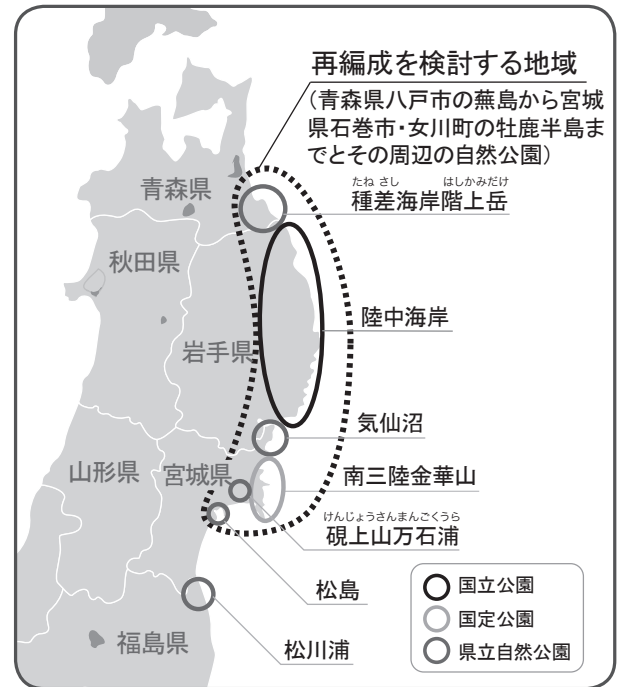 再編成を検討する地域
(青森県八戸市の蕪島から宮城
県石巻市・女川町の牡鹿半島ま
でとその周辺の自然公園)
たねさし はしかみだけ
種差海岸階上岳
青森県
秋田県
陸中海岸
岩手県
気仙沼
山形県
宮城県
南三陸金華山
けんじょうさんまんごくうら
硯上山万石浦
松島
松川浦
福島県
国立公園
国定公園
県立自然公園